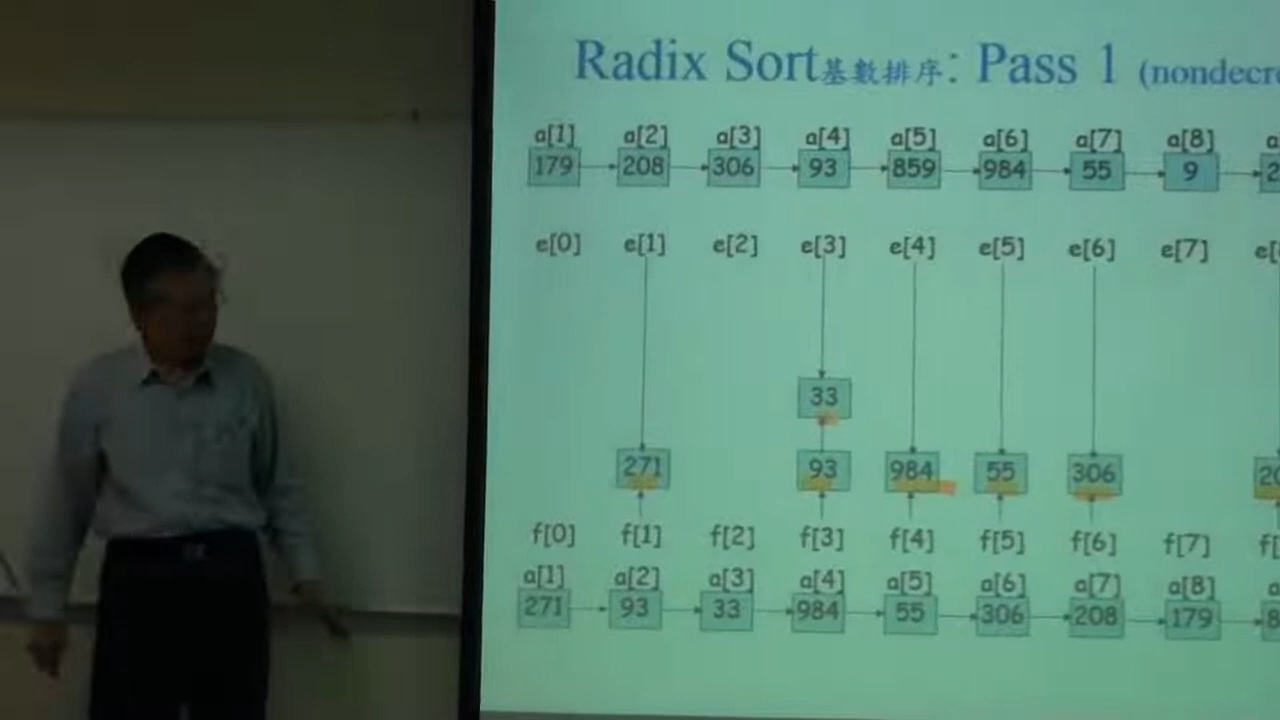 Radix Sort基數排序: Pass 1
a[1] a[2] a[3] a[4] a[5] a[6] a[7] a[8]
179 208 306 93 859 984 55 9
e[0] e[1] e[2] e[3] e[4] e[5] e[6] e[7]
33
271 93 984 55 306
f[0] f[1] f[2] f[3] f[4] f[5] f[6] f[7]
a[1] a[2] a[3] a[4] a[5] a[6] a[7] a[8]
271 93 33 984 55 306 208 179